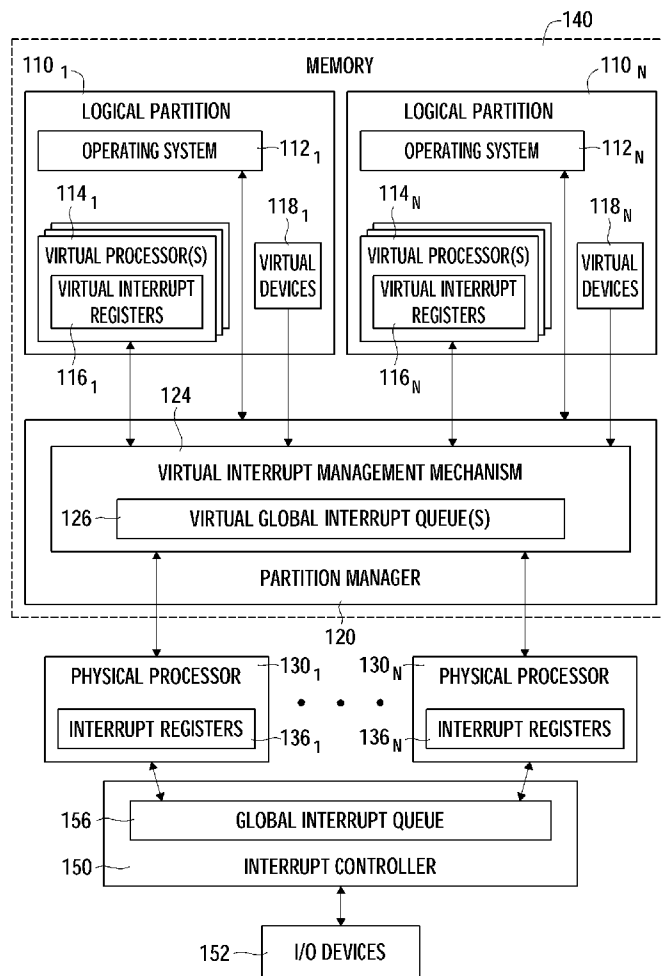 140
MEMORY
110 1
110 N
LOGICAL PARTITION
LOGICAL PARTITION
OPERATING SYSTEM
112 1
OPERATING SYSTEM
112 N
114 1
118 1
114 N
118 N
VIRTUAL PROCESSOR(S)
VIRTUAL INTERRUPT
REGISTERS
VIRTUAL
DEVICES
VIRTUAL PROCESSOR(S)
VIRTUAL INTERRUPT
REGISTERS
VIRTUAL
DEVICES
116 1
116 N
124
VIRTUAL INTERRUPT MANAGEMENT MECHANISM
126
VIRTUAL GLOBAL INTERRUPT QUEUE(S)
PARTITION MANAGER
120
PHYSICAL PROCESSOR
130 1
130 N
PHYSICAL PROCESSOR
INTERRUPT REGISTERS
136 1
INTERRUPT REGISTERS
136 N
156
GLOBAL INTERRUPT QUEUE
150
INTERRUPT CONTROLLER
152
I/O DEVICES